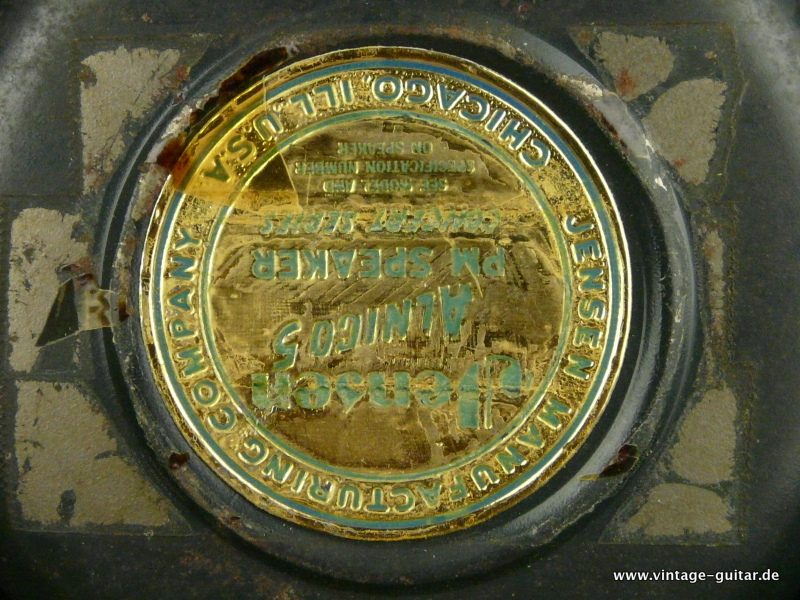 JENSEN MANUFACTURING COMPANY
CHICAGO, ILL. U.S.A.
Jensen
ALNICO 5
PM SPEAKER
CONCERT SERIES
SEE MODEL AND
SPECIFICATION NUMBER
ON SPEAKER
www.vintage-guitar.de